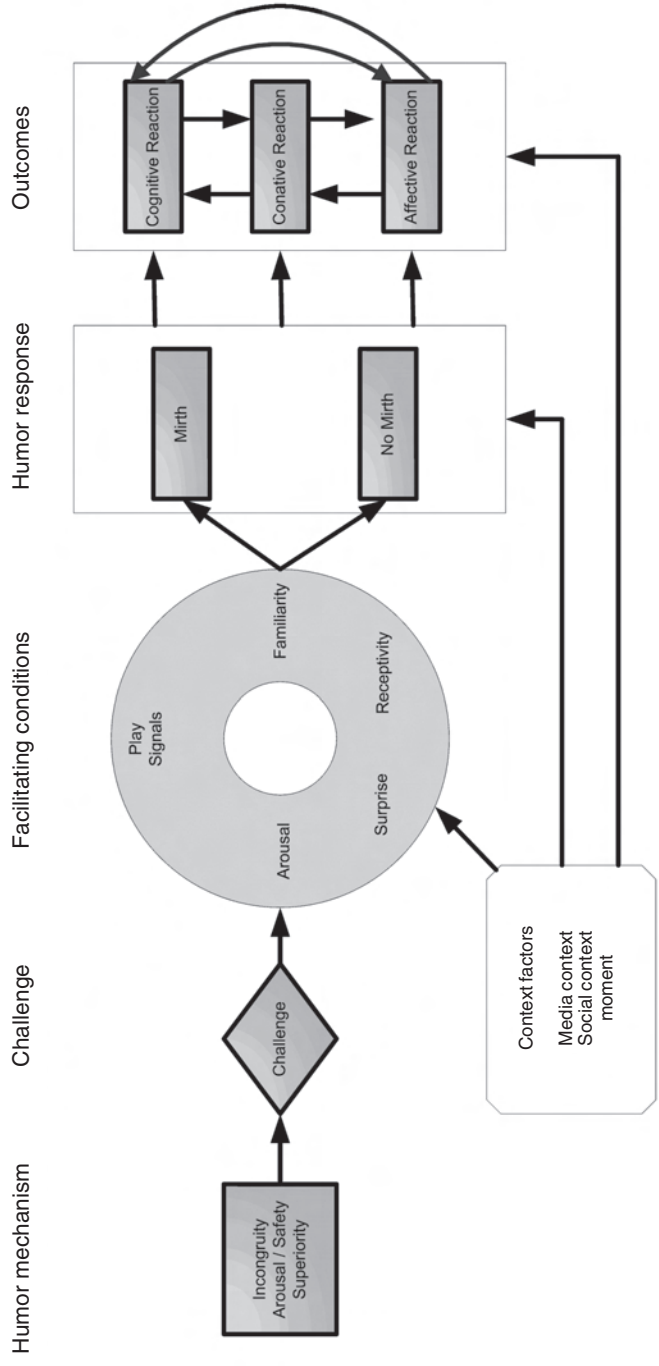 Humor mechanism
Challenge
Facilitating conditions
Humor response
Outcomes
Incongruity
Arousal / Safety
Superiority
Challenge
Play
Signals
Arousal
Familiarity
Surprise
Receptivity
Mirth
No Mirth
Cognitive Reaction
Conative Reaction
Affective Reaction
Context factors
Media context
Social context
moment